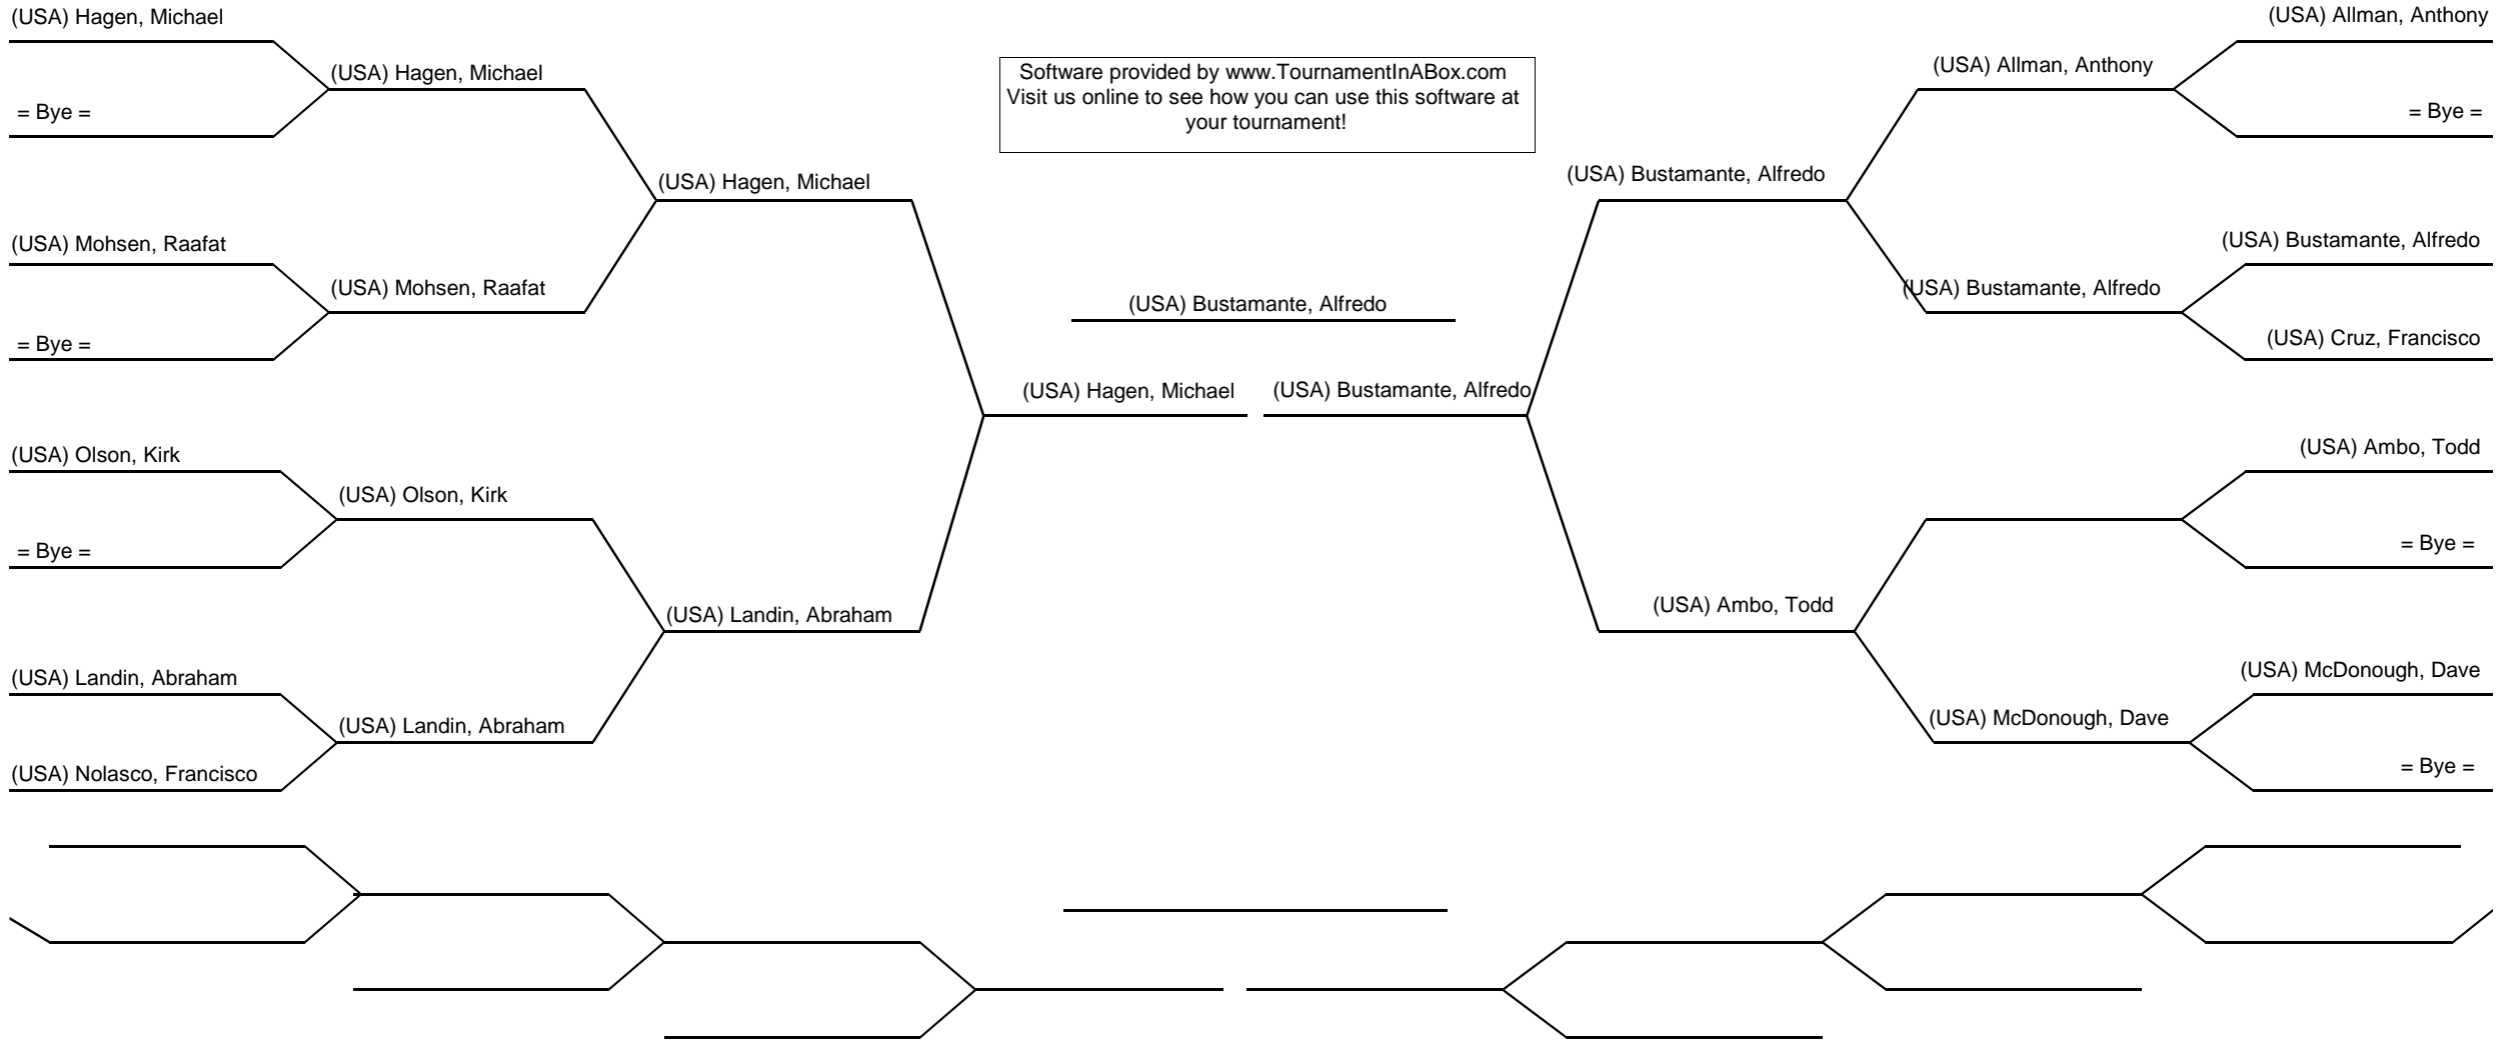 (USA) Hagen, Michael
= Bye =
(USA) Mohsen, Raafat
= Bye =
(USA) Olson, Kirk
= Bye =
(USA) Landin, Abraham
(USA) Nolasco, Francisco
(USA) Hagen, Michael
(USA) Mohsen, Raafat
(USA) Olson, Kirk
(USA) Landin, Abraham
(USA) Hagen, Michael
(USA) Landin, Abraham
Software provided by www.TournamentInABox.com
Visit us online to see how you can use this software at
your tournament!
(USA) Bustamante, Alfredo
(USA) Hagen, Michael
(USA) Bustamante, Alfredo
(USA) Bustamante, Alfredo
(USA) Ambo, Todd
(USA) Allman, Anthony
(USA) Bustamante, Alfredo
(USA) McDonough, Dave
(USA) Allman, Anthony
= Bye =
(USA) Bustamante, Alfredo
(USA) Cruz, Francisco
(USA) Ambo, Todd
= Bye =
(USA) McDonough, Dave
= Bye =